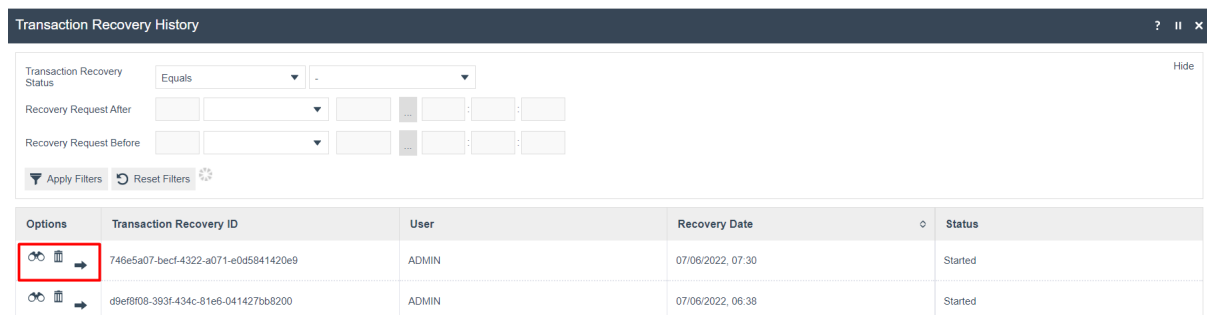 Transaction Recovery History
?
Hide
Transaction Recovery
Status
Equals
-
Recovery Request After
...
:
:
Recovery Request Before
...
:
:
Apply Filters
Reset Filters
Options Transaction Recovery ID User Recovery Date Status
746e5a07-becf-4322-a071-e0d5841420e9 ADMIN 07/06/2022, 07:30 Started
d9ef8f08-393f-434c-81e6-041427bb8200 ADMIN 07/06/2022, 06:38 Started